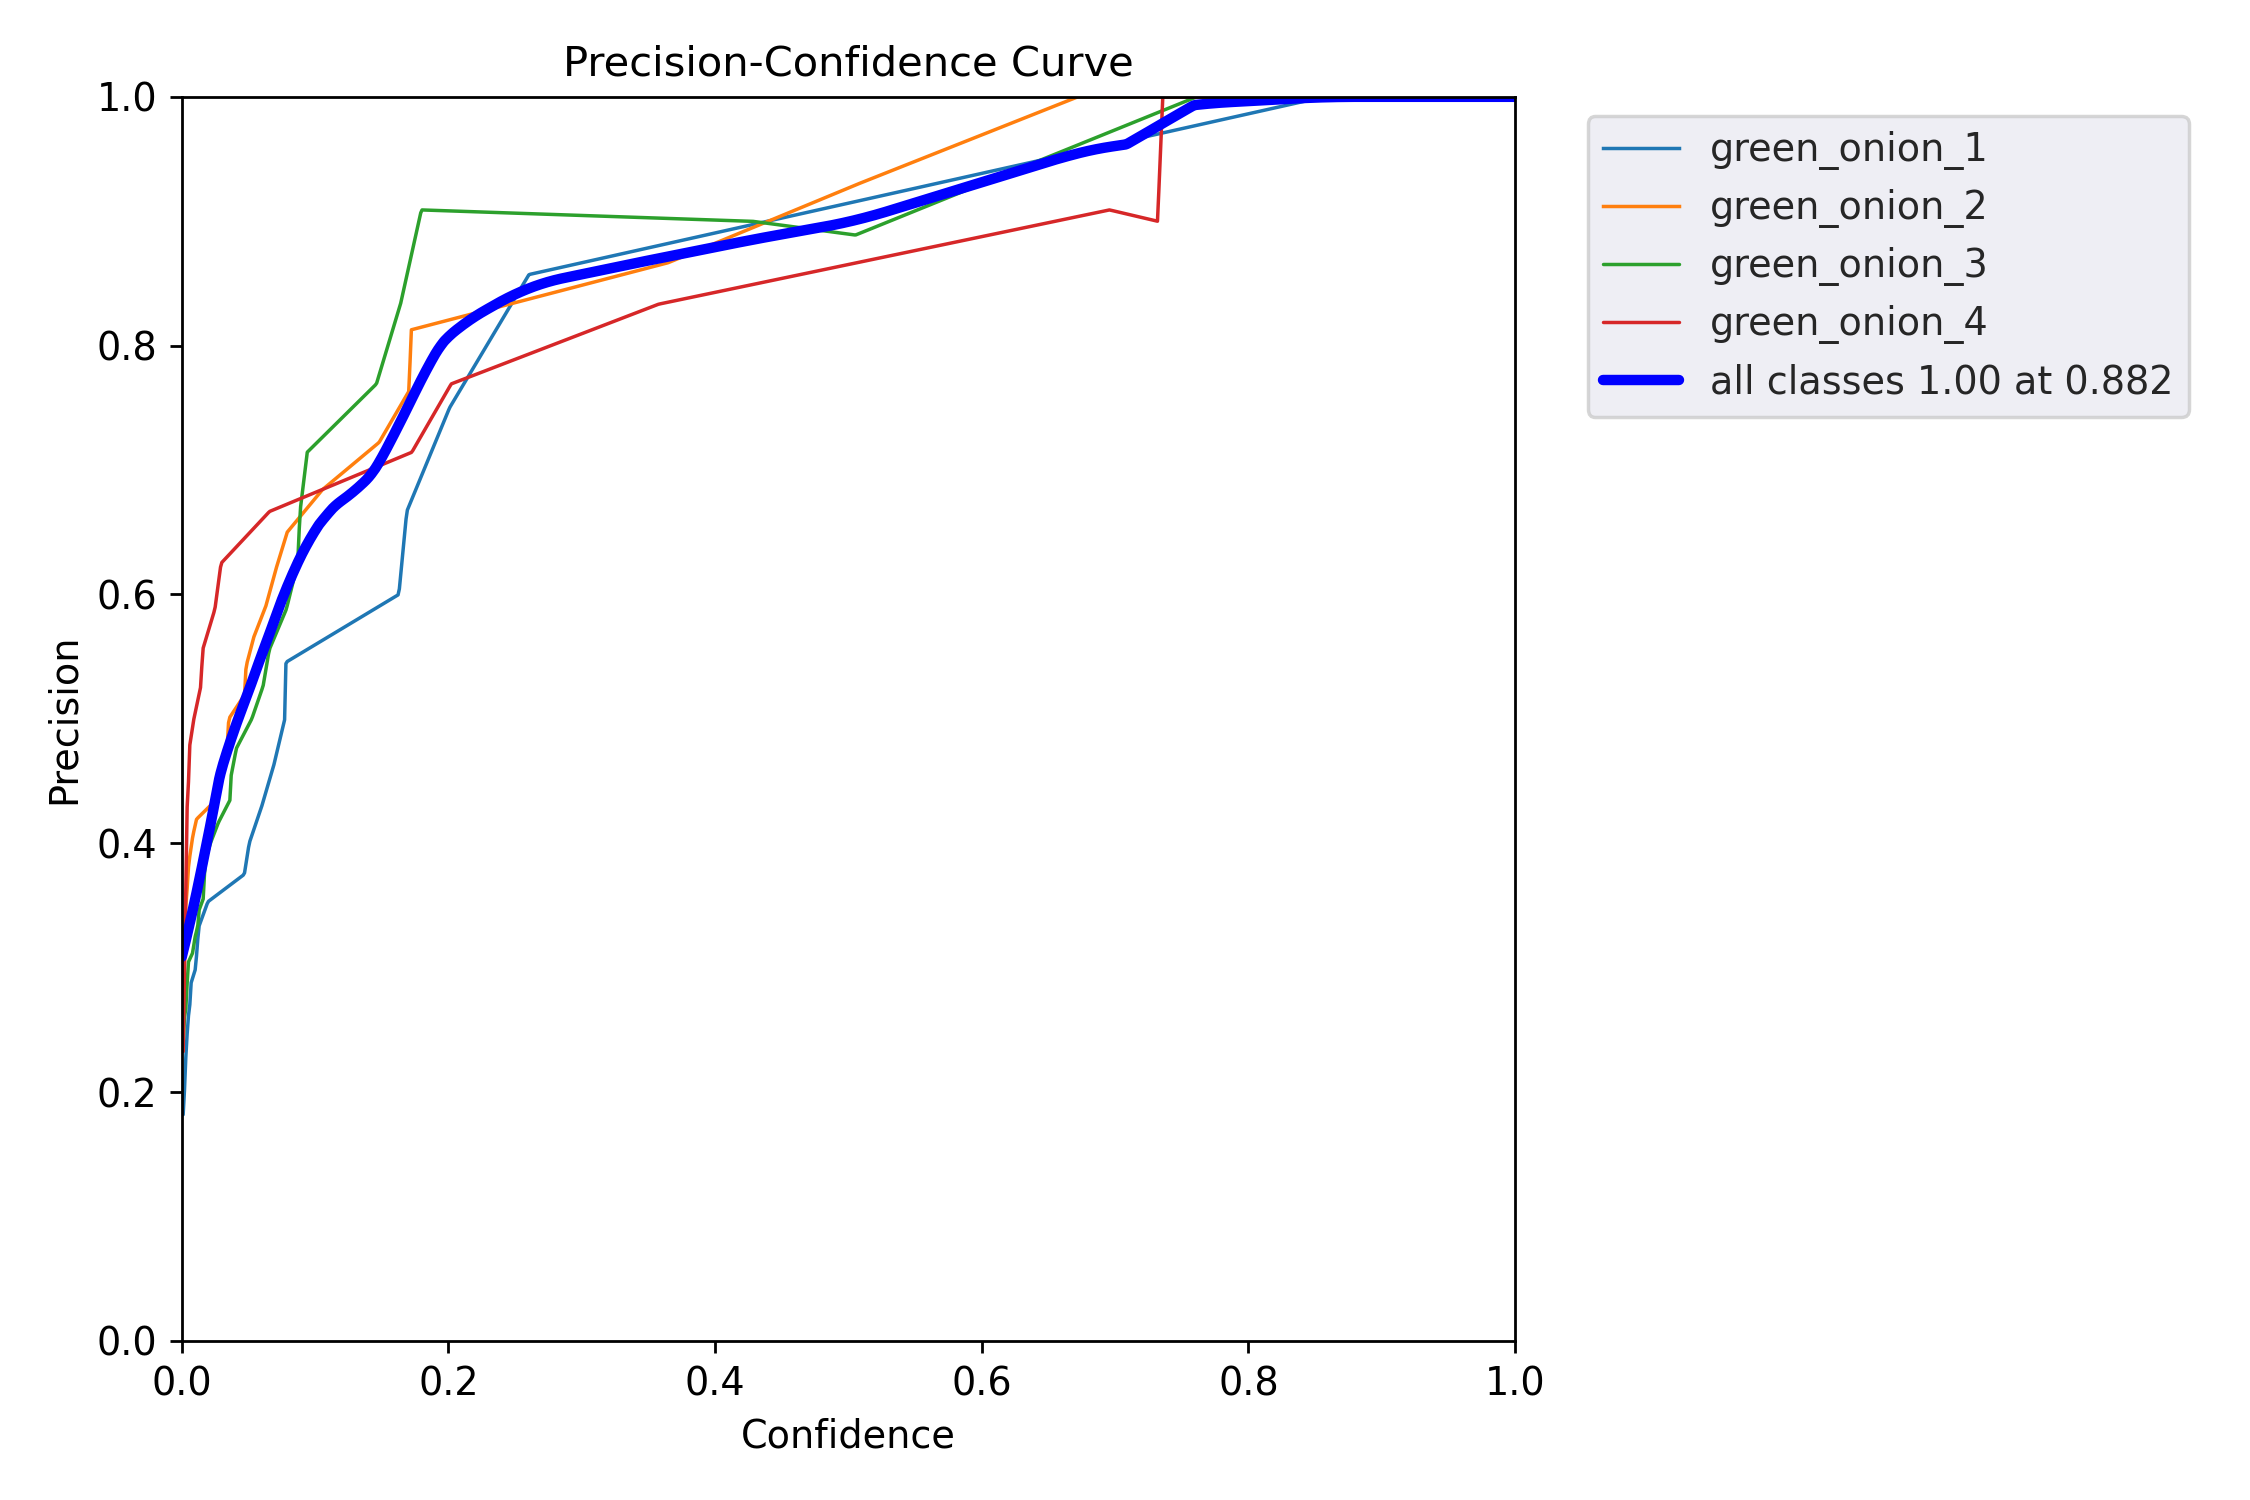 Precision-Confidence Curve
1.0
0.8
0.6
0.4
0.2
0.0
Precision
0.0 0.2 0.4 0.6 0.8 1.0
Confidence
green_onion_1
green_onion_2
green_onion_3
green_onion_4
all classes 1.00 at 0.882